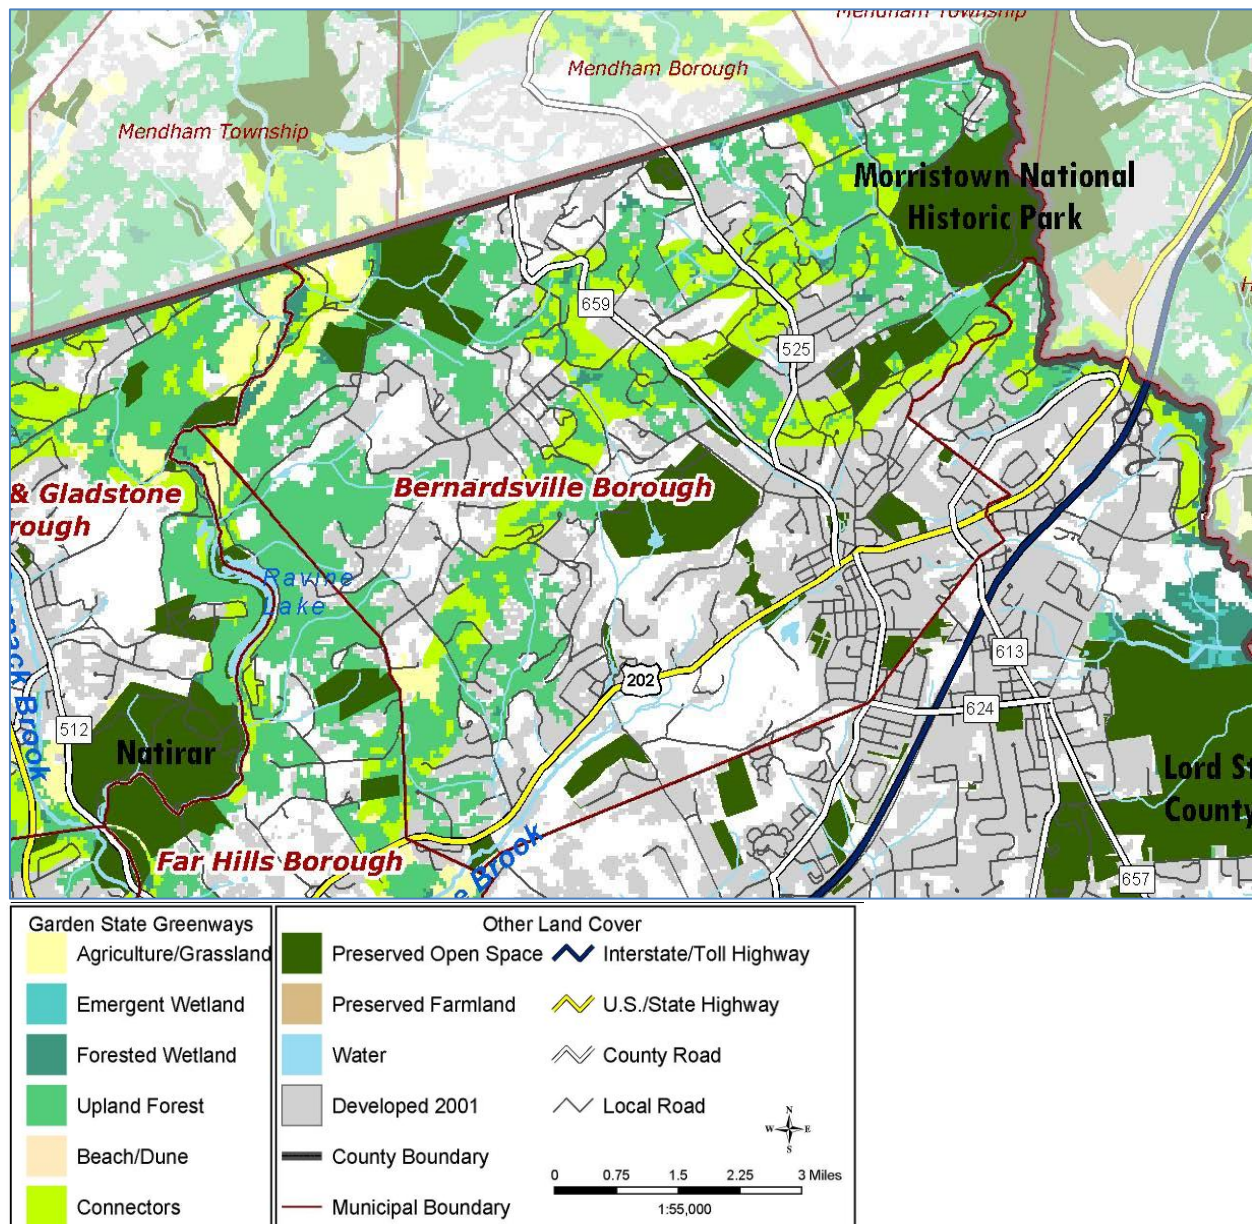 Mendham Township
Mendham Borough
Mendham Township
Morristown National
Historic Park
659
525
& Gladstone
rough
Bernardsville Borough
Ravine
Lake
202
613
624
512
Natirar
Brook
Lord St
County
Far Hills Borough
e Brook
657
Garden State Greenways
Agriculture/Grassland
Emergent Wetland
Forested Wetland
Upland Forest
Beach/Dune
Connectors
Other Land Cover
Preserved Open Space
Preserved Farmland
Water
Developed 2001
County Boundary
Municipal Boundary
Interstate/Toll Highway
U.S./State Highway
County Road
Local Road
N
W E
S
0 0.75 1.5 2.25 3 Miles
1:55,000